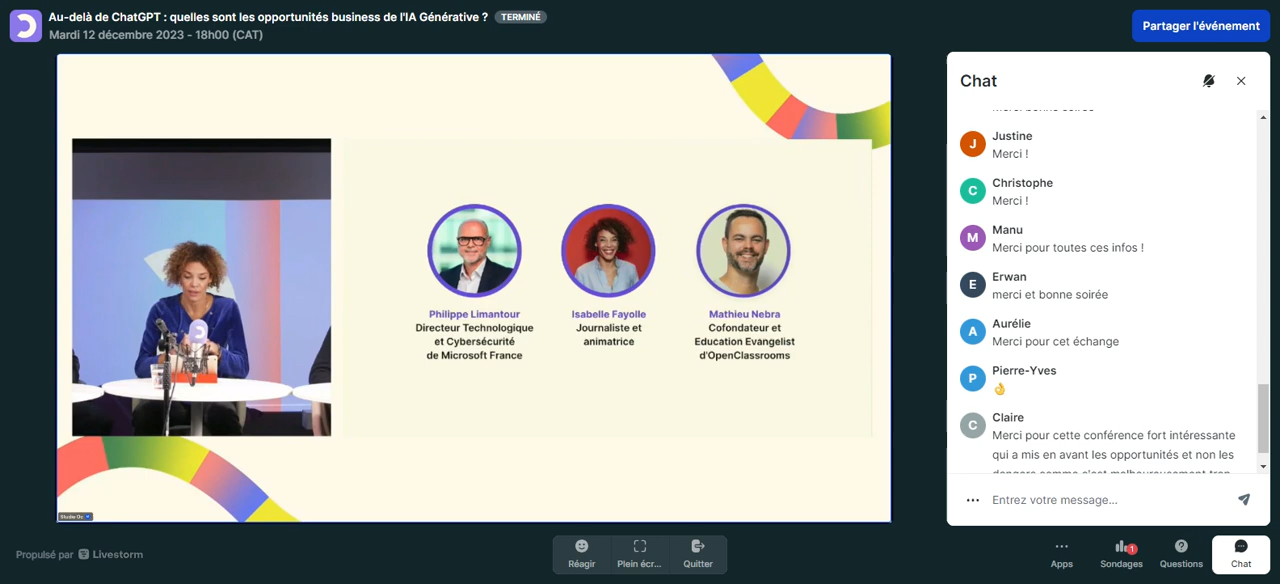 Au-delà de ChatGPT : quelles sont les opportunités business de l'IA Générative ? TERMINÉ
Mardi 12 décembre 2023 - 18h00 (CAT)
Partager l'événement
Philippe Limantour
Directeur Technologique
et Cybersécurité
de Microsoft France
Isabelle Fayolle
Journaliste et
animatrice
Mathieu Nebra
Cofondateur et
Education Evangelist
d'OpenClassrooms
Chat
J
Justine
Merci !
C
Christophe
Merci !
M
Manu
Merci pour toutes ces infos !
E
Erwan
merci et bonne soirée
A
Aurélie
Merci pour cet échange
P
Pierre-Yves
👌
C
Claire
Merci pour cette conférence fort intéressante
qui a mis en avant les opportunités et non les
Entrez votre message...
Propulsé par Livestorm
Réagir
Plein écr...
Quitter
Apps
1
Sondages
Questions
Chat